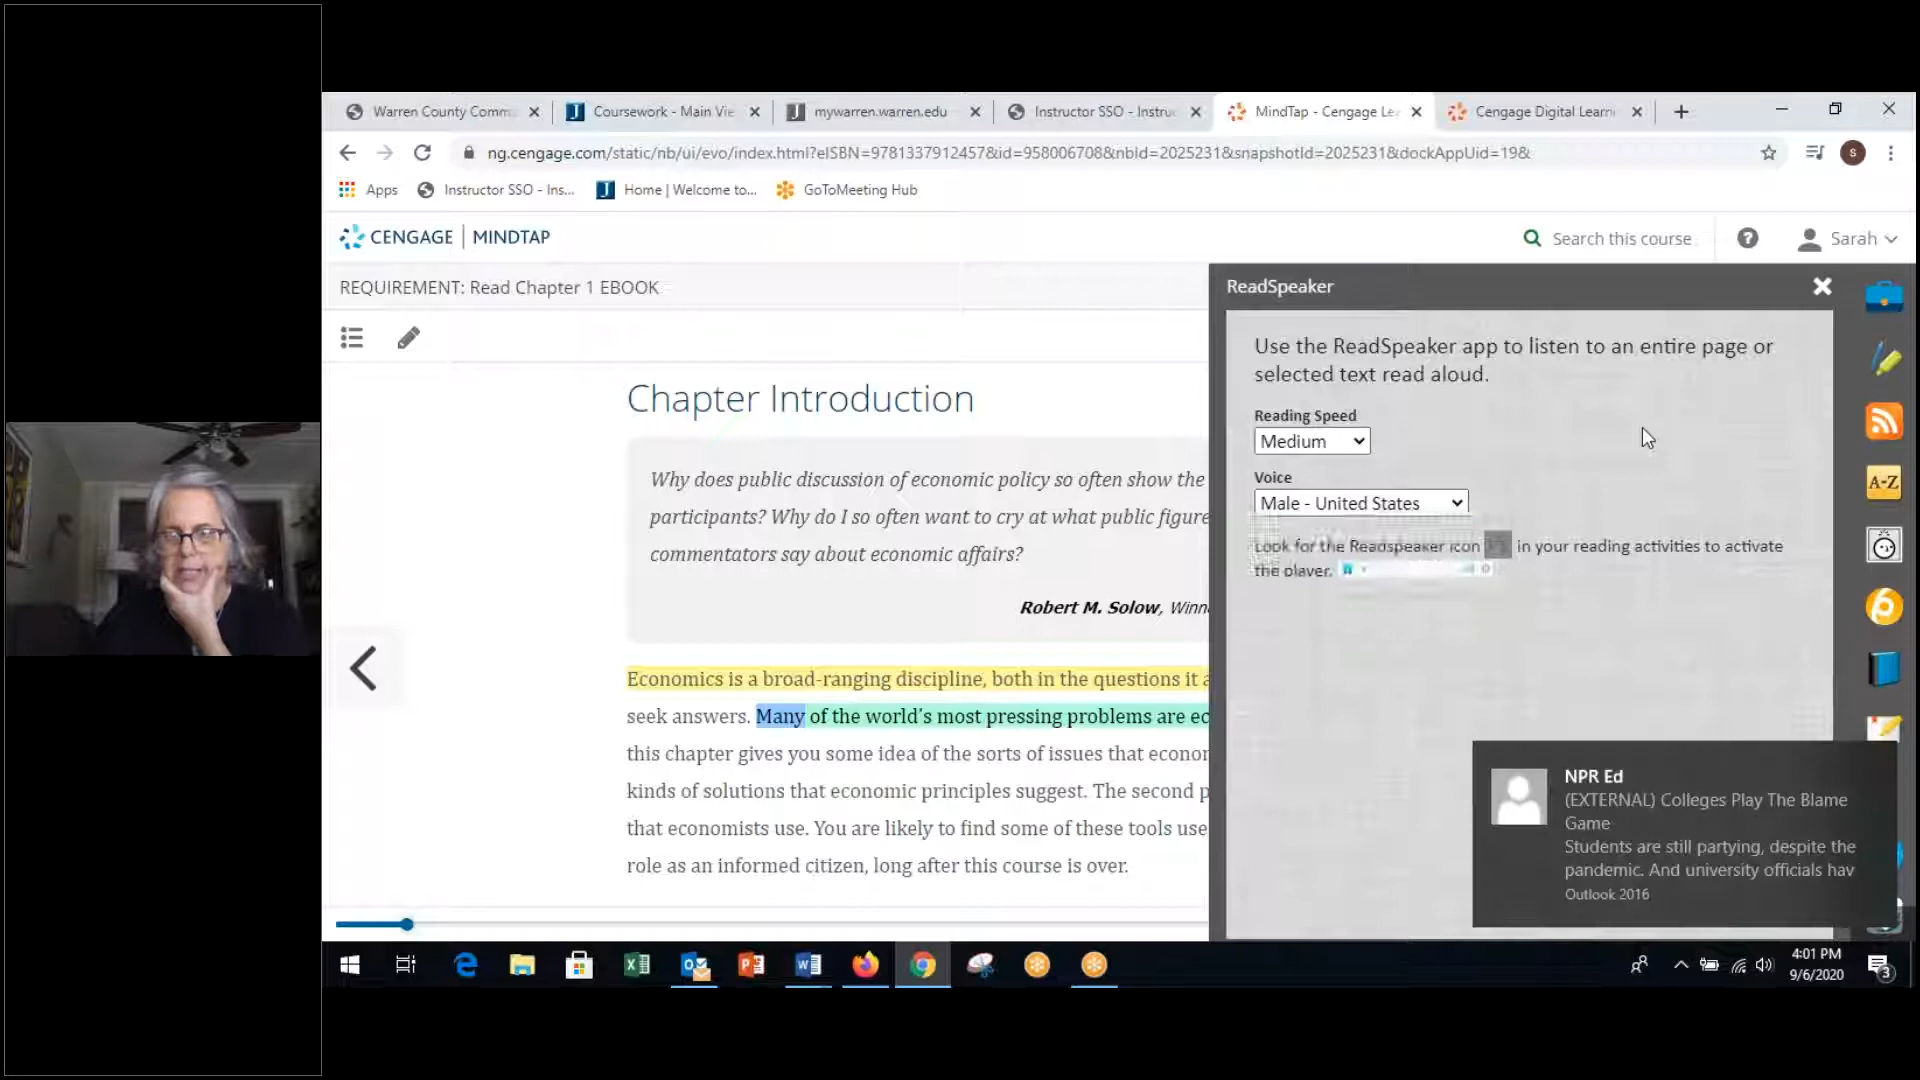 Warren County Comm
Coursework - Main Vie
mywarren.warren.edu
Instructor SSO - Instruc
MindTap - Cengage Le
Cengage Digital Learni
ng.cengage.com/static/nb/ui/evo/index.html?eISBN=9781337912457&id=958006708&nbId=2025231&snapshotId=2025231&dockAppUid=19&
S
Apps
Instructor SSO - Ins...
Home | Welcome to...
GoToMeeting Hub
CENGAGE | MINDTAP
Search this course
Sarah
REQUIREMENT: Read Chapter 1 EBOOK
Chapter Introduction
Why does public discussion of economic policy so often show the
participants? Why do I so often want to cry at what public figure
commentators say about economic affairs?
Robert M. Solow, Winn
Economics is a broad-ranging discipline, both in the questions it a
seek answers. Many of the world's most pressing problems are ec
this chapter gives you some idea of the sorts of issues that econor
kinds of solutions that economic principles suggest. The second p
that economists use. You are likely to find some of these tools use
role as an informed citizen, long after this course is over.
ReadSpeaker
Use the ReadSpeaker app to listen to an entire page or
selected text read aloud.
Reading Speed
Medium
Voice
Male - United States
Look for the Readspeaker icon in your reading activities to activate
the player.
A-Z
NPR Ed
(EXTERNAL) Colleges Play The Blame
Game
Students are still partying, despite the
pandemic. And university officials hav
Outlook 2016
4:01 PM
9/6/2020
3